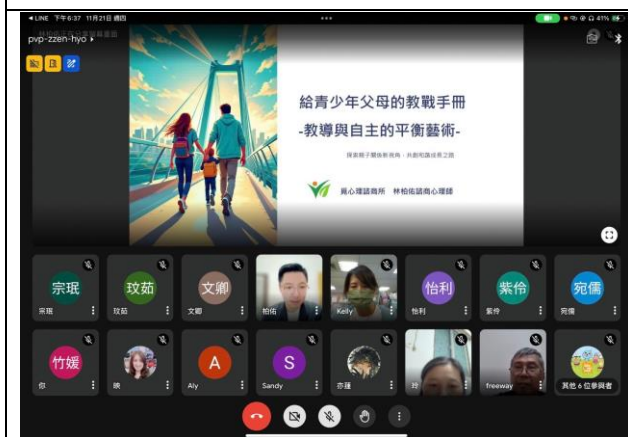 ◀ LINE 下午6:37 11月21日 週四
41%
pvp-zzen-hyo ▸
給青少年父母的教戰手冊
-教導與自主的平衡藝術-
探索親子關係新視角,共創和諧成長之路
覓心理諮商所 林柏佑諮商心理師
宗珉 玟茹 文卿 怡利 紫伶 宛儒
宗珉 玟茹 文卿 柏佑 Kelly 怡利 紫伶 宛儒
竹媛 A S
你 映 Aly Sandy 亦蓮 玲 freeway 其他 6 位參與者